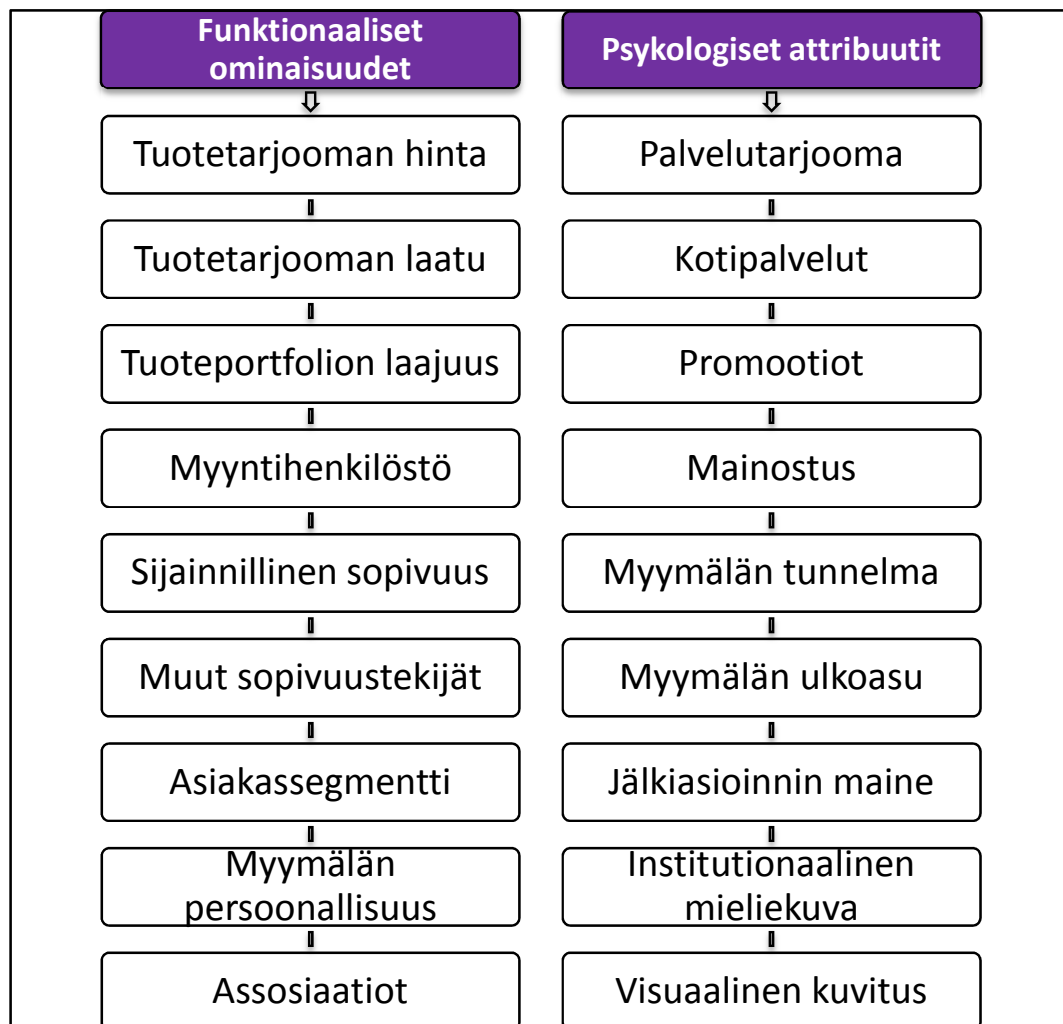 Funktionaaliset
ominaisuudet
Tuotetarjooman hinta
Tuotetarjooman laatu
Tuoteportfolion laajuus
Myyntihenkilöstö
Sijainnillinen sopivuus
Muut sopivuustekijät
Asiakassegmentti
Myymälän
persoonallisuus
Assosiaatiot
Psykologiset attribuutit
Palvelutarjooma
Kotipalvelut
Promootiot
Mainostus
Myymälän tunnelma
Myymälän ulkoasu
Jälkiasioinnin maine
Institutionaalinen
mieliekuva
Visuaalinen kuvitus